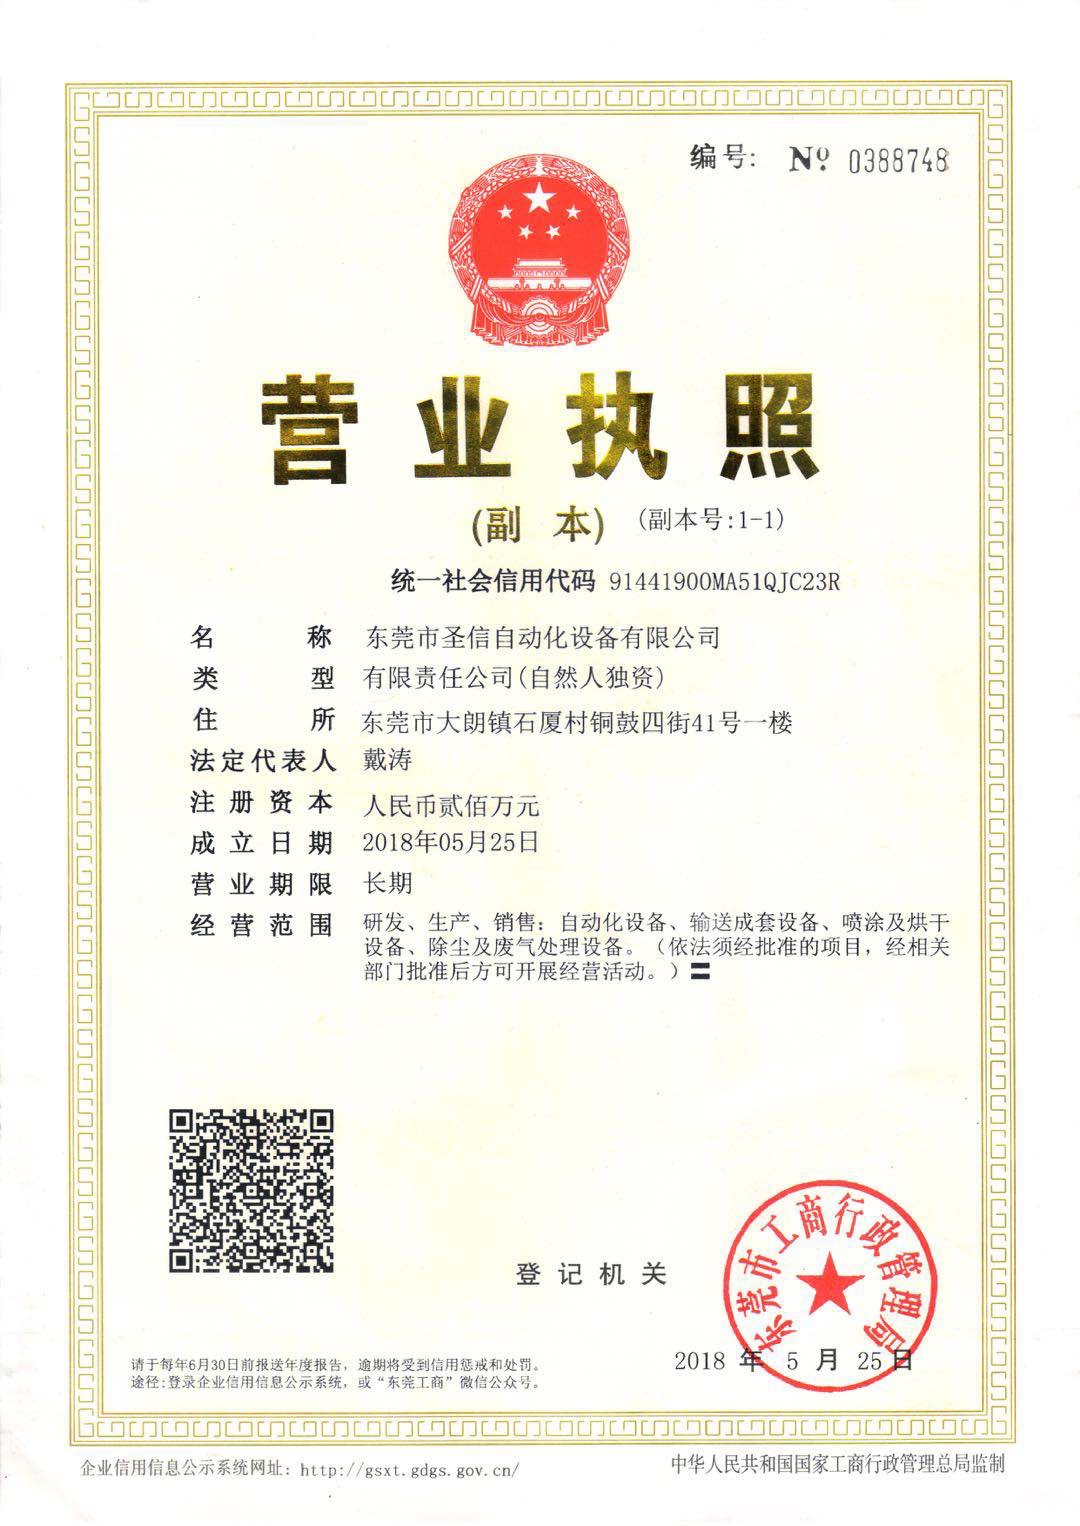 编号: № 0388748
营业执照
(副 本) (副本号:1-1)
统一社会信用代码 91441900MA51QJC23R
名 称 东莞市圣信自动化设备有限公司
类 型 有限责任公司(自然人独资)
住 所 东莞市大朗镇石厦村铜鼓四街41号一楼
法定代表人 戴涛
注册资本 人民币贰佰万元
成立日期 2018年05月25日
营业期限 长期
经营范围 研发、生产、销售：自动化设备、输送成套设备、喷涂及烘干
设备、除尘及废气处理设备。（依法须经批准的项目，经相关
部门批准后方可开展经营活动。）〓
登记机关
东莞市工商行政管理局
2018 年 5 月 25 日
请于每年6月30日前报送年度报告，逾期将受到信用惩戒和处罚。
途径:登录企业信用信息公示系统，或“东莞工商”微信公众号。
企业信用信息公示系统网址：http://gsxt.gdgs.gov.cn/
中华人民共和国国家工商行政管理总局监制